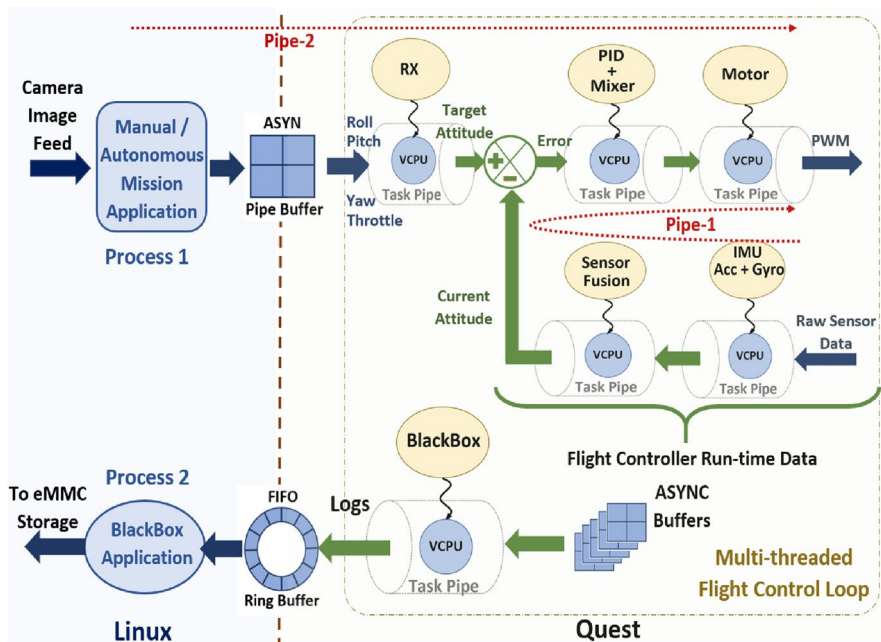 Pipe-2
Camera
Image
Feed
Manual /
Autonomous
Mission
Application
Process 1
ASYN
Pipe Buffer
Roll
Pitch
Yaw
Throttle
RX
VCPU
Task Pipe
Target
Attitude
+
-
Error
PID
+
Mixer
VCPU
Task Pipe
Motor
VCPU
Task Pipe
PWM
Pipe-1
Current
Attitude
Sensor
Fusion
VCPU
Task Pipe
IMU
Acc + Gyro
VCPU
Task Pipe
Raw Sensor
Data
Flight Controller Run-time Data
Process 2
To eMMC
Storage
BlackBox
Application
FIFO
Ring Buffer
Logs
BlackBox
VCPU
Task Pipe
ASYNC
Buffers
Multi-threaded
Flight Control Loop
Linux
Quest